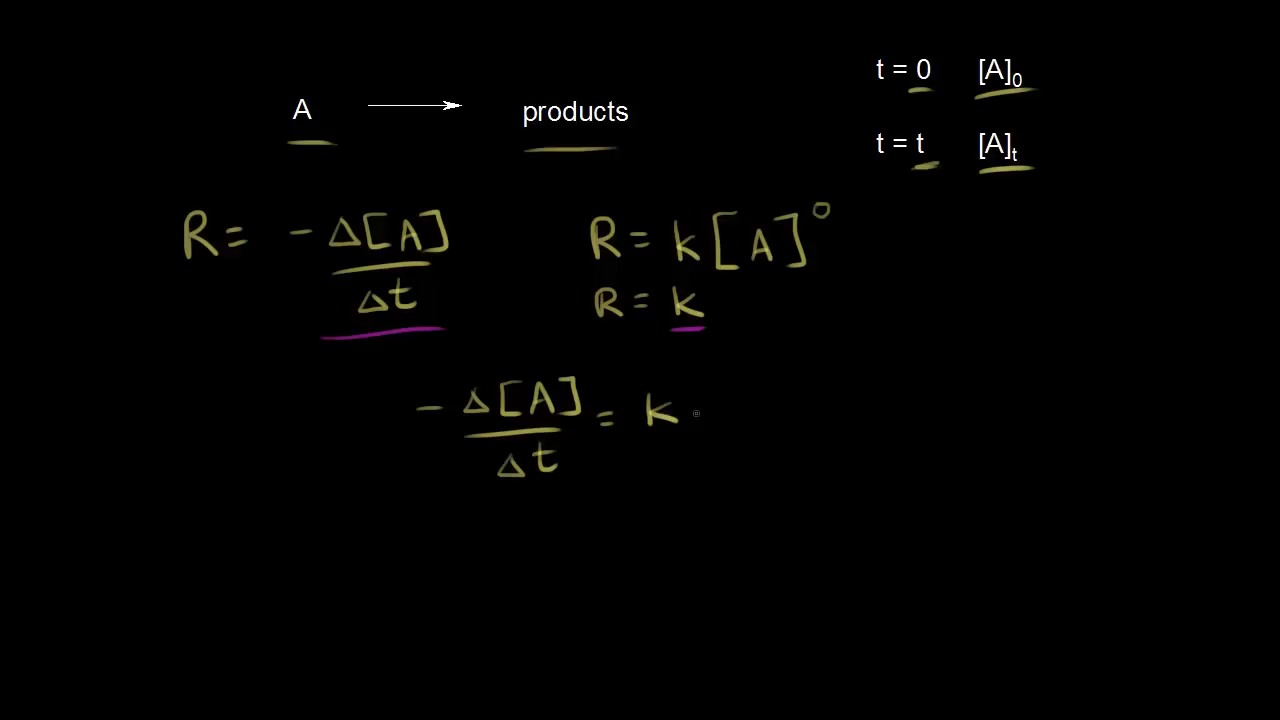 t = 0 [A]₀
A → products
t = t [A]ₜ
R = - Δ[A] / Δt
R = k[A]⁰
R = k
- Δ[A] / Δt = k